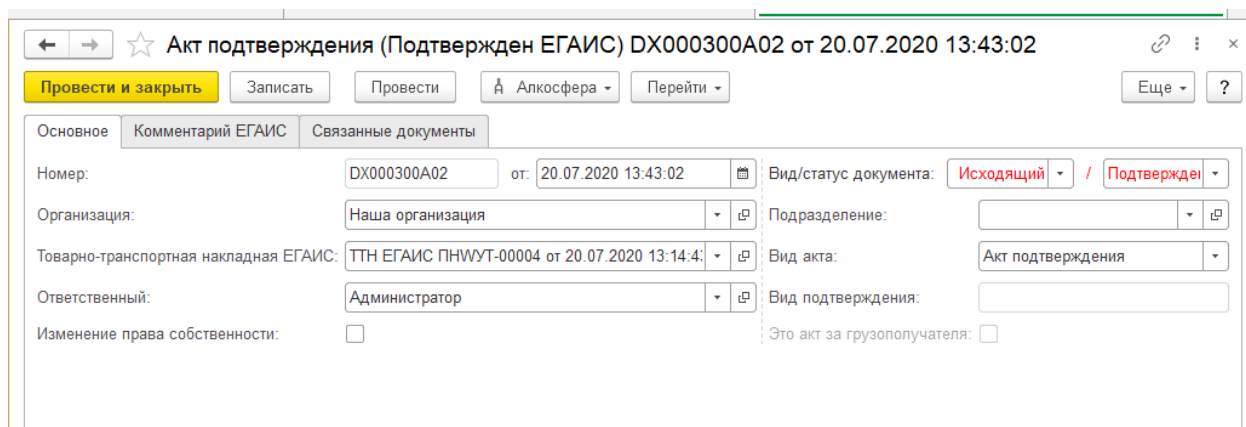 Акт подтверждения (Подтвержден ЕГАИС) DX000300A02 от 20.07.2020 13:43:02
Провести и закрыть Записать Провести Алкосфера Перейти Еще ?
Основное Комментарий ЕГАИС Связанные документы
Номер: DX000300A02 от: 20.07.2020 13:43:02 Вид/статус документа: Исходящий / Подтвержде
Организация: Наша организация Подразделение:
Товарно-транспортная накладная ЕГАИС: ТТН ЕГАИС ПНWУТ-00004 от 20.07.2020 13:14:4 Вид акта: Акт подтверждения
Ответственный: Администратор Вид подтверждения:
Изменение права собственности: Это акт за грузополучателя: